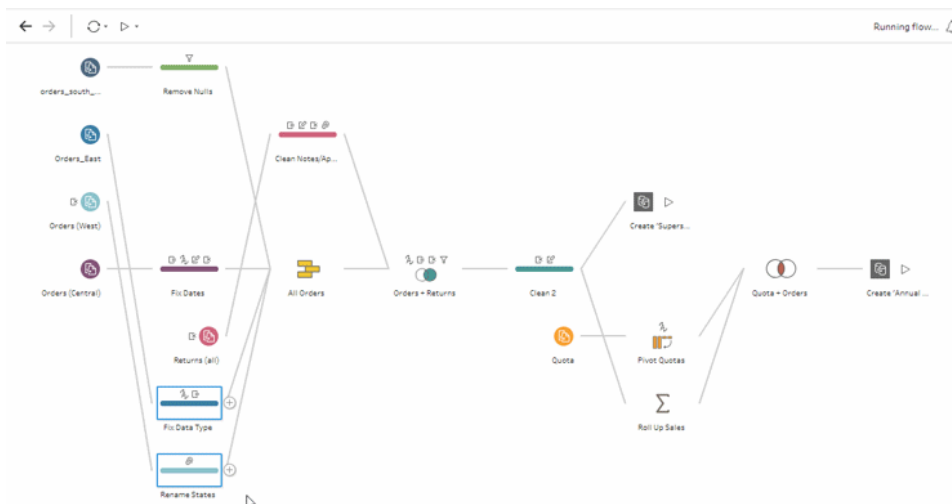 Running flow...
orders_south_...
Remove Nulls
Orders_East
Clean Notes/Ap...
Orders (West)
Create 'Supers...
Orders (Central)
Fix Dates
All Orders
Orders + Returns
Clean 2
Quota + Orders
Create 'Annual ...
Returns (all)
Quota
Pivot Quotas
Fix Data Type
Roll Up Sales
Rename States